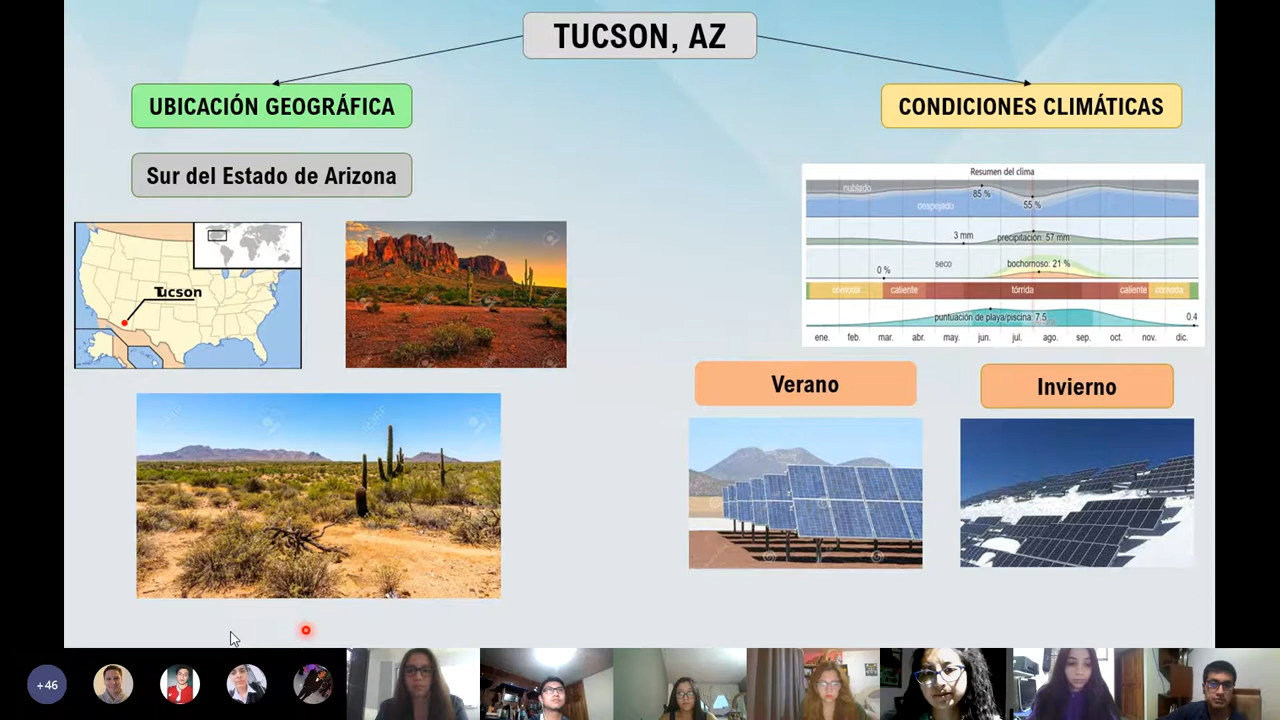 TUCSON, AZ
UBICACIÓN GEOGRÁFICA
CONDICIONES CLIMÁTICAS
Sur del Estado de Arizona
Tucson
Resumen del clima
nublado
85 %
despejado
55 %
3 mm
precipitación: 57 mm
seco
bochornoso: 21 %
0 %
cómoda
caliente
tórrida
caliente
cómoda
puntuación de playa/piscina: 7.5
0.4
ene. feb. mar. abr. may. jun. jul. ago. sep. oct. nov. dic.
Verano
Invierno
+46